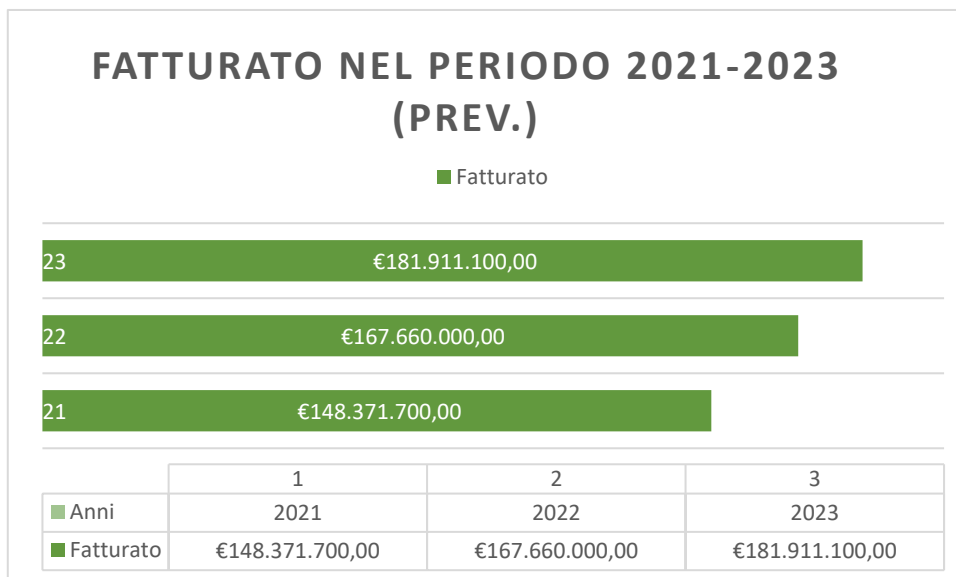 FATTURATO NEL PERIODO 2021-2023
(PREV.)
Fatturato
23 €181.911.100,00
22 €167.660.000,00
21 €148.371.700,00
1 2 3
Anni 2021 2022 2023
Fatturato €148.371.700,00 €167.660.000,00 €181.911.100,00